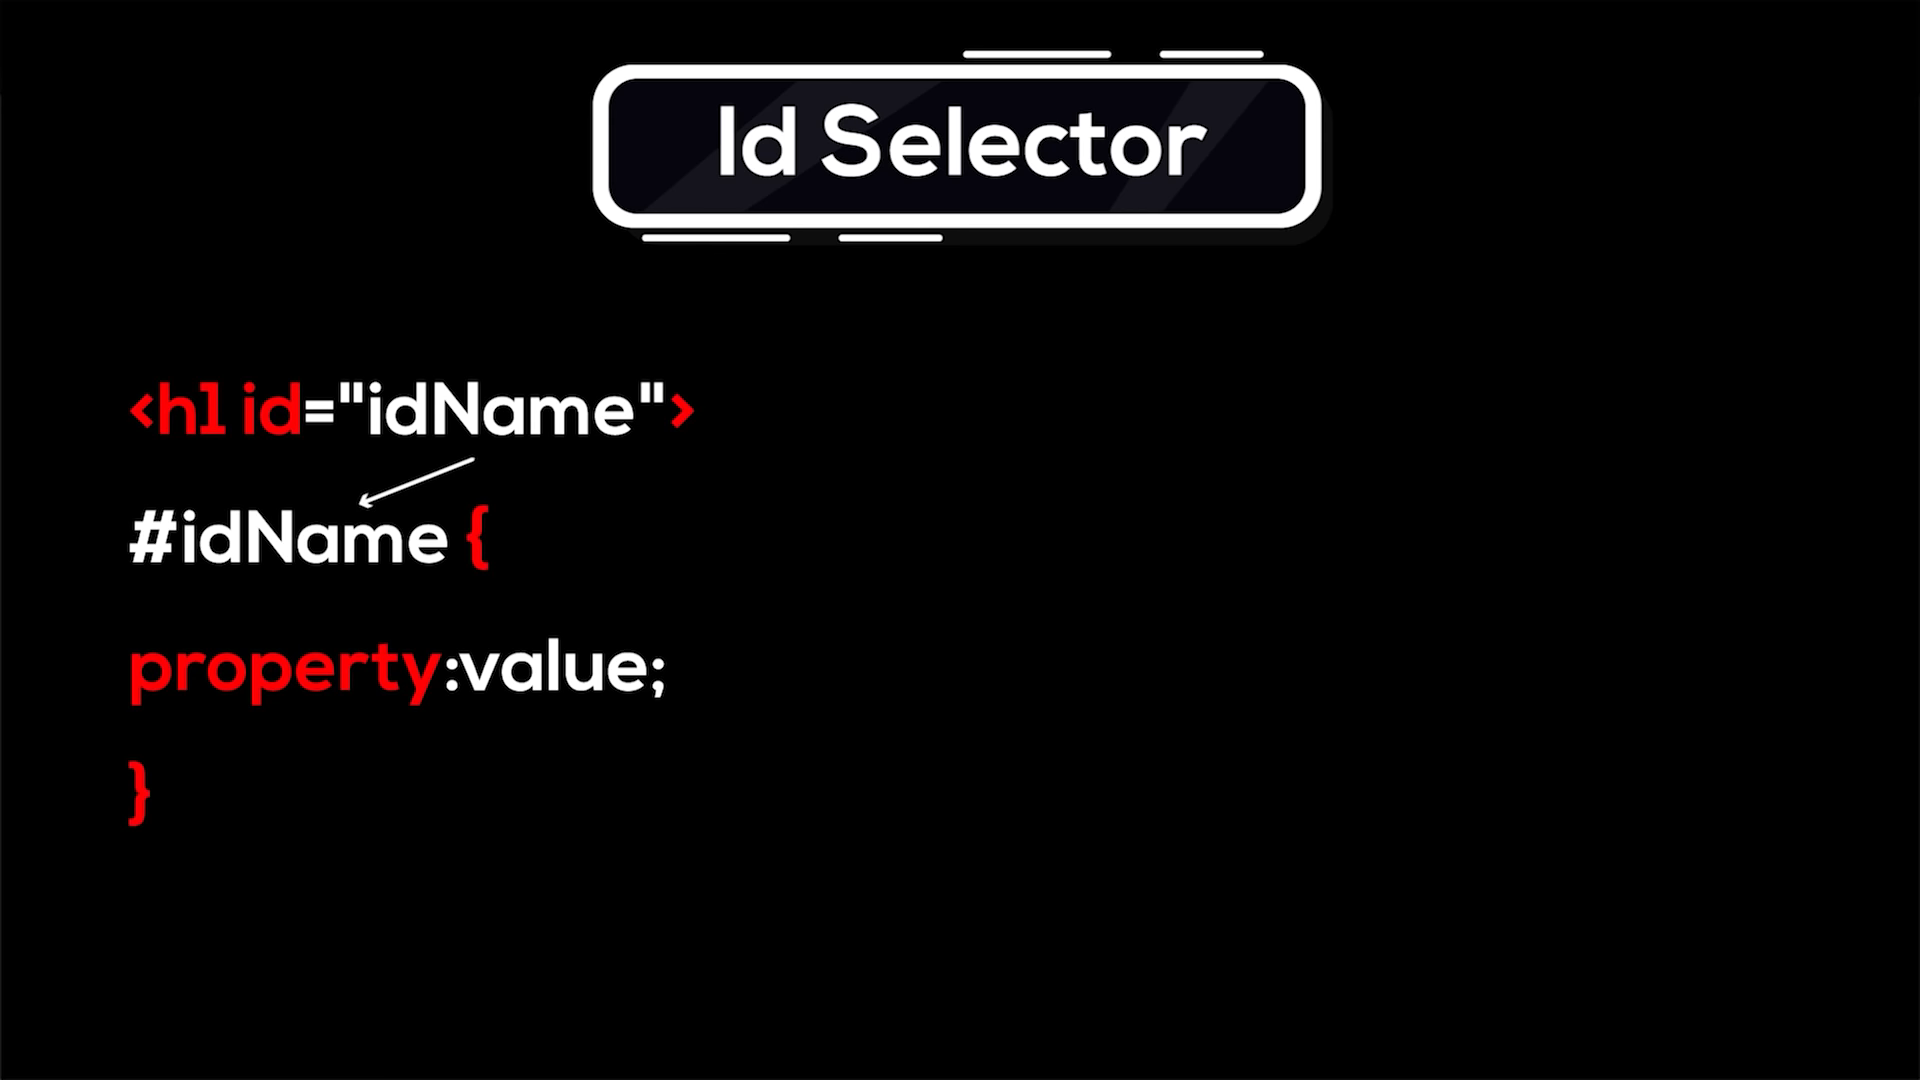 Id Selector
<h1 id="idName">
#idName {
property:value;
}